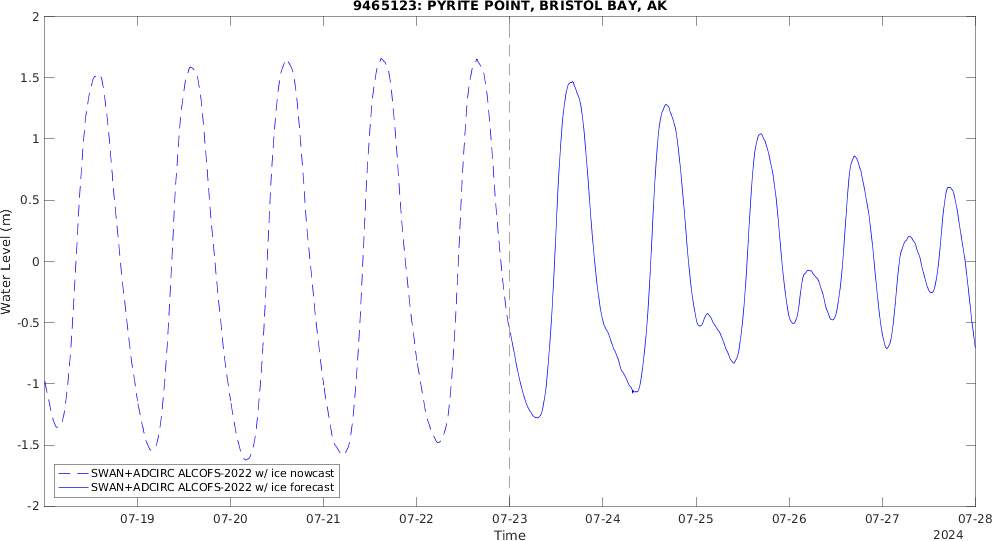 9465123: PYRITE POINT, BRISTOL BAY, AK
Water Level (m)
2
1.5
1
0.5
0
-0.5
-1
-1.5
-2
SWAN+ADCIRC ALCOFS-2022 w/ ice nowcast
SWAN+ADCIRC ALCOFS-2022 w/ ice forecast
07-19 07-20 07-21 07-22 07-23 07-24 07-25 07-26 07-27 07-28
Time
2024